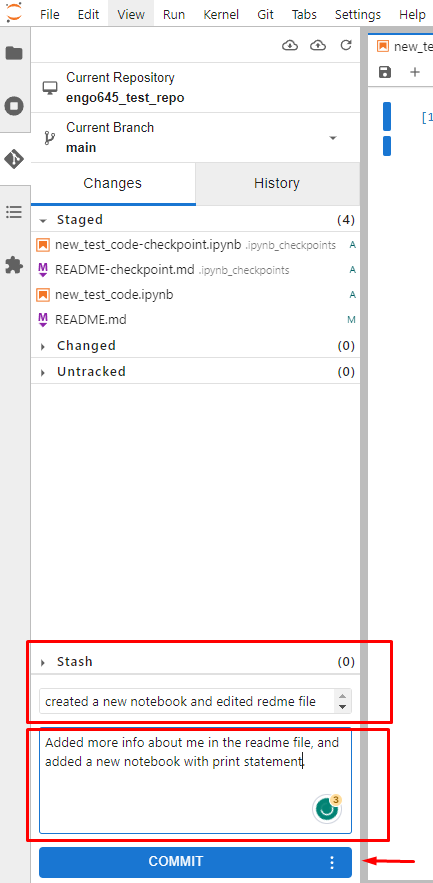 File Edit View Run Kernel Git Tabs Settings Help
new_te
Current Repository
engo645_test_repo
[1
Current Branch
main
Changes History
Staged (4)
new_test_code-checkpoint.ipynb .ipynb_checkpoints A
README-checkpoint.md .ipynb_checkpoints A
new_test_code.ipynb A
README.md M
Changed (0)
Untracked (0)
Stash (0)
created a new notebook and edited redme file
Added more info about me in the readme file, and
added a new notebook with print statement.
3
COMMIT